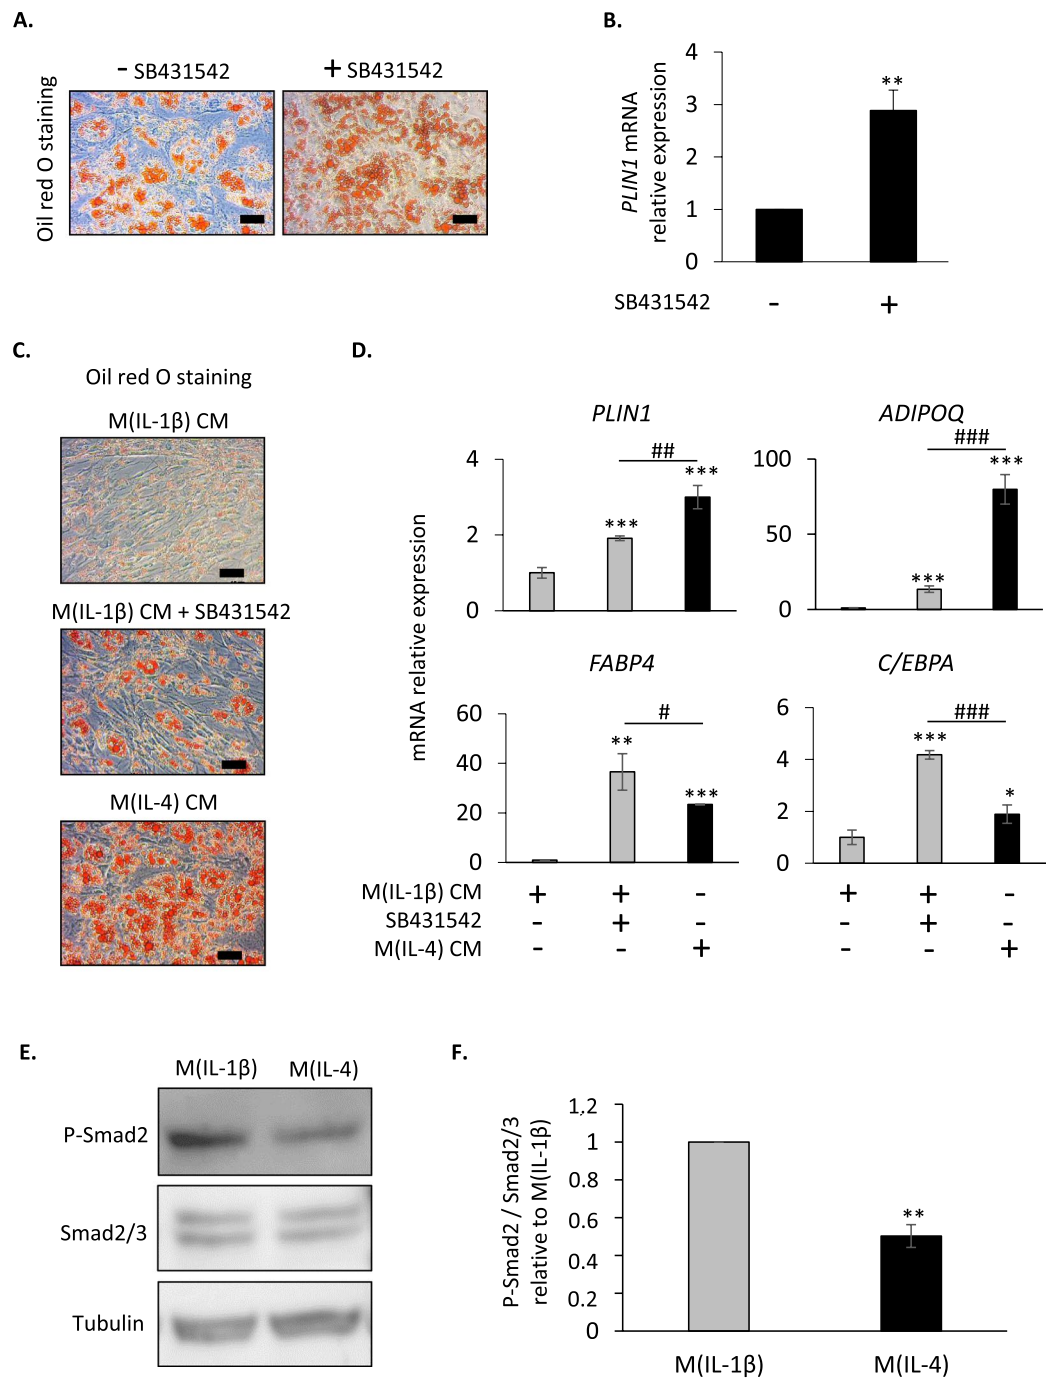 A.
- SB431542
+ SB431542
Oil red O staining
B.
PLIN1 mRNA
relative expression
4
3
2
1
0
**
SB431542 - +
C.
Oil red O staining
M(IL-1β) CM
M(IL-1β) CM + SB431542
M(IL-4) CM
D.
mRNA relative expression
PLIN1
4
2
0
##
***
***
ADIPOQ
100
50
0
###
***
***
FABP4
60
40
20
0
#
**
***
C/EBPA
6
4
2
0
###
***
*
M(IL-1β) CM + + - + + -
SB431542 - + - - + -
M(IL-4) CM - - + - - +
E.
M(IL-1β) M(IL-4)
P-Smad2
Smad2/3
Tubulin
F.
P-Smad2 / Smad2/3
relative to M(IL-1β)
1,2
1
0.8
0.6
0.4
0.2
0
**
M(IL-1β) M(IL-4)